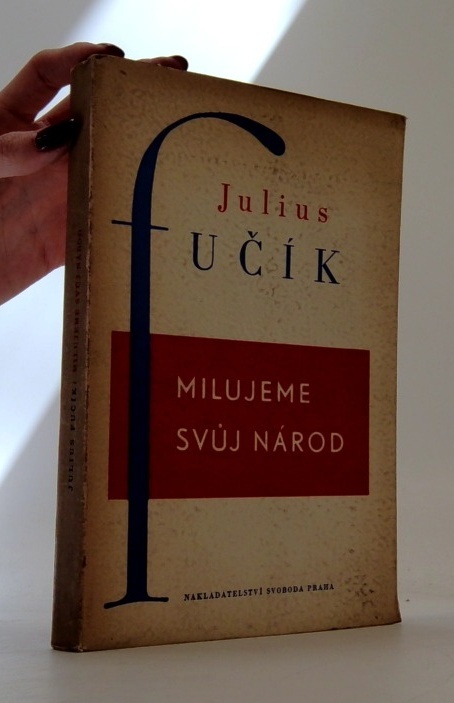 Julius
fUČÍK
MILUJEME
SVŮJ NÁROD
NAKLADATELSTVÍ SVOBODA PRAHA
JULIUS FUČÍK: MILUJEME SVŮJ NÁROD